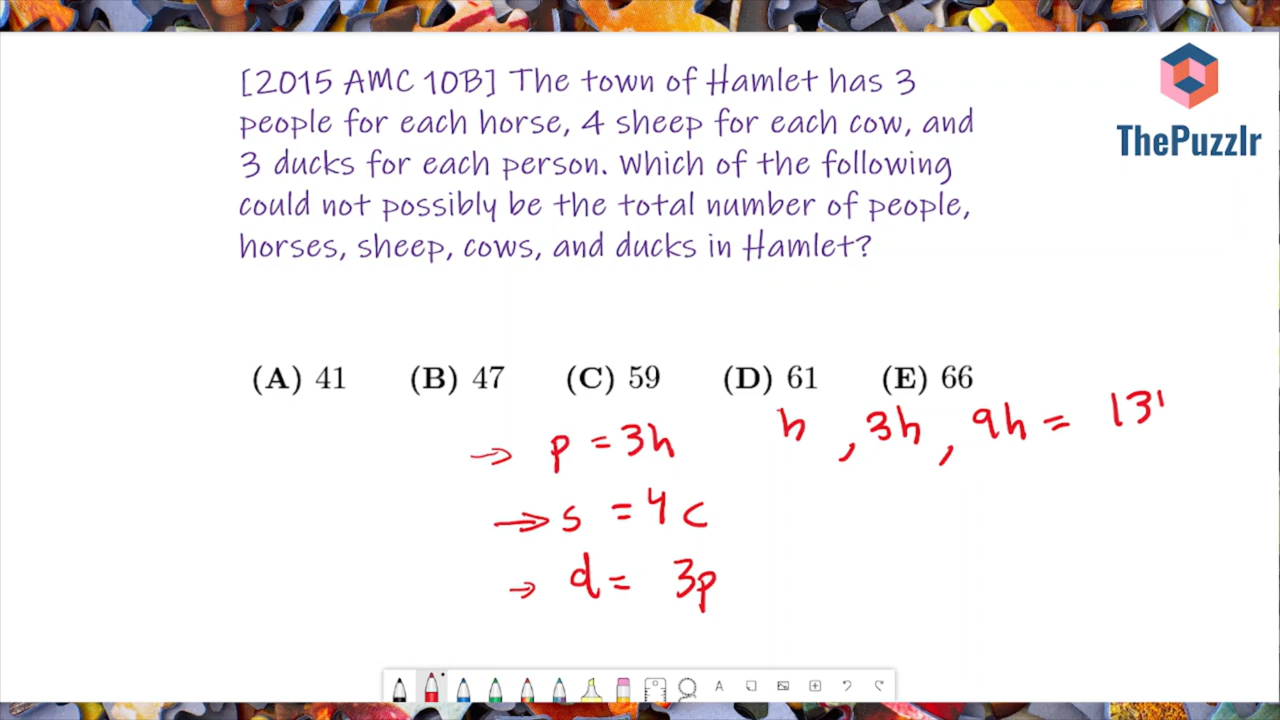 [2015 AMC 10B] The town of Hamlet has 3
people for each horse, 4 sheep for each cow, and
3 ducks for each person. Which of the following
could not possibly be the total number of people,
horses, sheep, cows, and ducks in Hamlet?
ThePuzzlr
(A) 41 (B) 47 (C) 59 (D) 61 (E) 66
→ p = 3h
h , 3h , 9h = 13
→ s = 4c
→ d = 3p
A